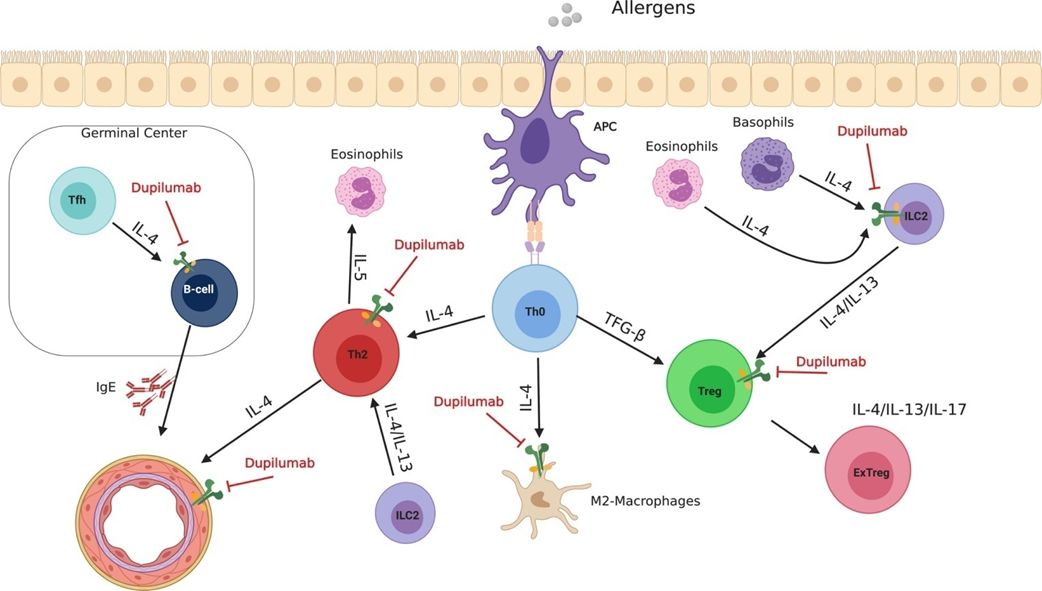 Allergens
APC
Germinal Center
Tfh
Dupilumab
IL-4
B-cell
IgE
Eosinophils
IL-5
Dupilumab
Th2
IL-4
IL-4
Dupilumab
IL-4/IL-13
ILC2
Th0
IL-4
Dupilumab
M2-Macrophages
TFG-β
Eosinophils
Basophils
Dupilumab
IL-4
IL-4
ILC2
IL-4/IL-13
Treg
Dupilumab
IL-4/IL-13/IL-17
ExTreg